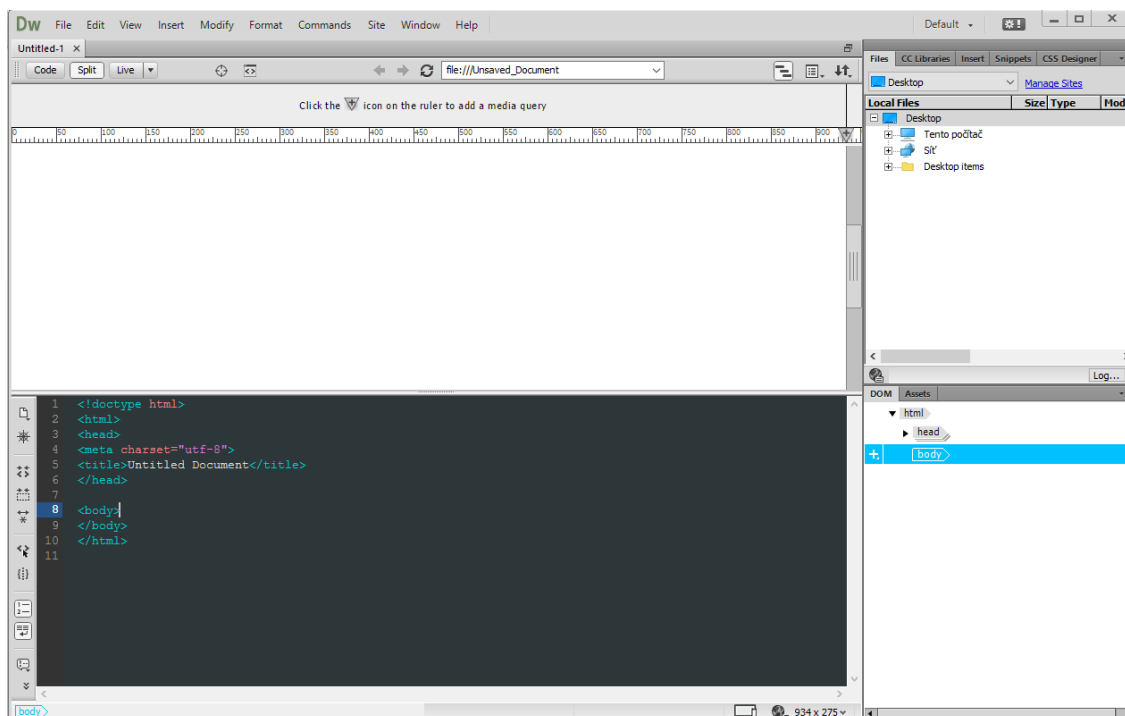 Dw File Edit View Insert Modify Format Commands Site Window Help Default
Untitled-1 ×
Code Split Live file:///Unsaved_Document
Click the icon on the ruler to add a media query
0 50 100 150 200 250 300 350 400 450 500 550 600 650 700 750 800 850 900
1 <!doctype html>
2 <html>
3 <head>
4 <meta charset="utf-8">
5 <title>Untitled Document</title>
6 </head>
7
8 <body>
9 </body>
10 </html>
11
body 934 x 275
Files CC Libraries Insert Snippets CSS Designer
Desktop Manage Sites
Local Files Size Type Mod
Desktop
Tento počítač
Síť
Desktop items
Log...
DOM Assets
html
head
body